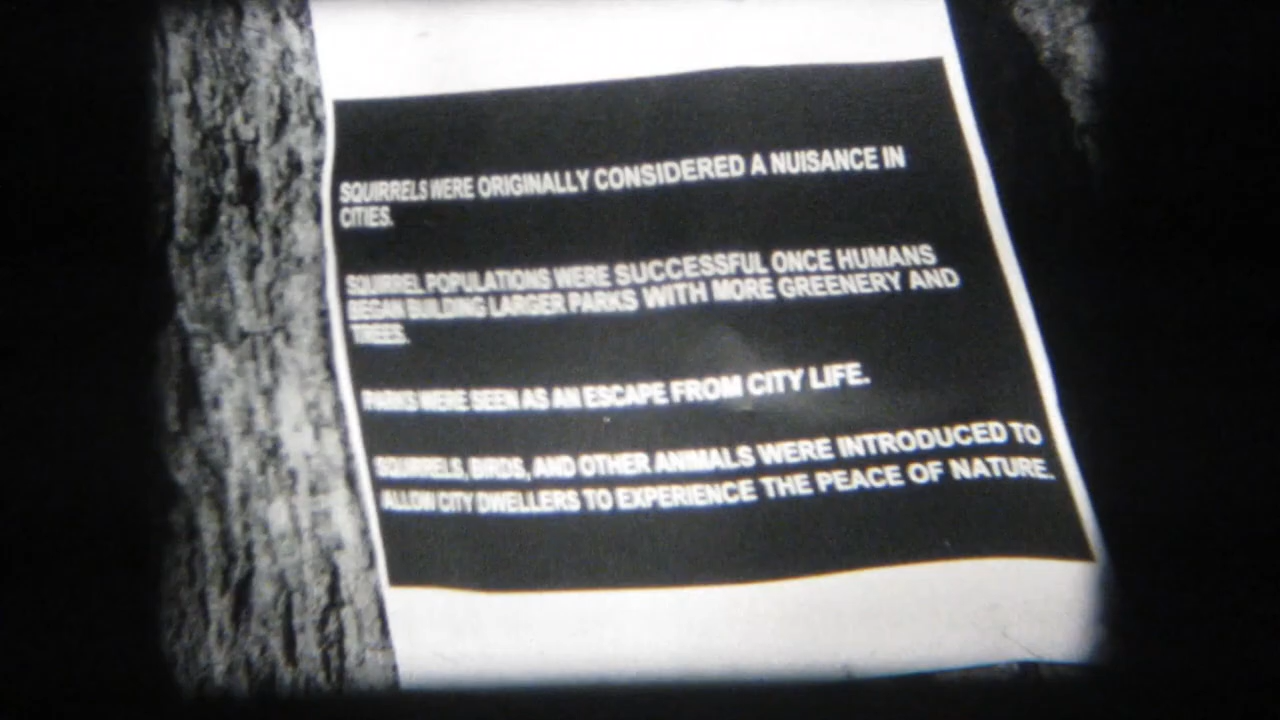 SQUIRRELS WERE ORIGINALLY CONSIDERED A NUISANCE IN
CITIES.
SQUIRREL POPULATIONS WERE SUCCESSFUL ONCE HUMANS
BEGAN BUILDING LARGER PARKS WITH MORE GREENERY AND
TREES.
PARKS WERE SEEN AS AN ESCAPE FROM CITY LIFE.
SQUIRRELS, BIRDS, AND OTHER ANIMALS WERE INTRODUCED TO
ALLOW CITY DWELLERS TO EXPERIENCE THE PEACE OF NATURE.